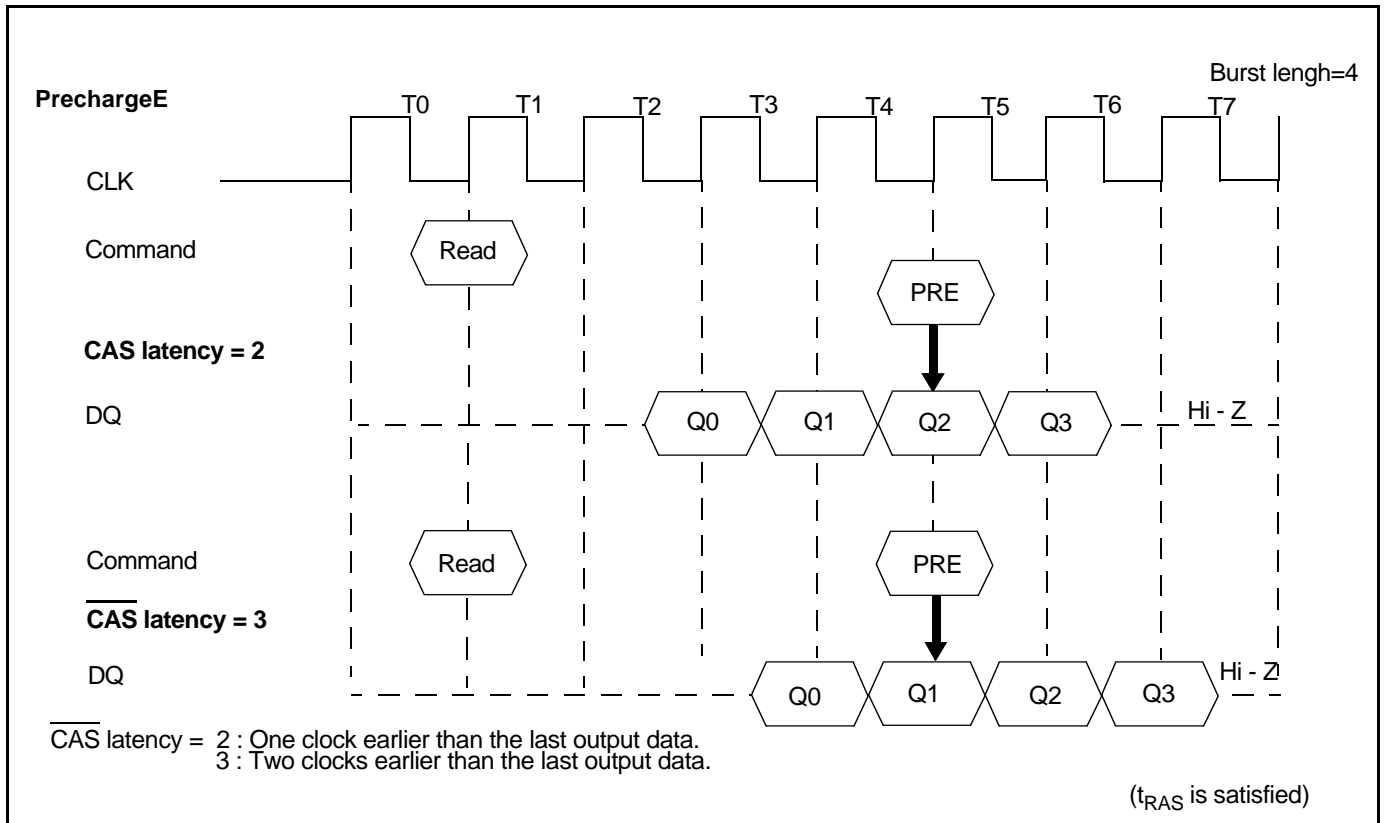 Burst lengh=4
PrechargeE
T0 T1 T2 T3 T4 T5 T6 T7
CLK
Command Read
PRE
CAS latency = 2
DQ Q0 Q1 Q2 Q3 Hi - Z
Command Read PRE
CAS latency = 3
DQ Q0 Q1 Q2 Q3 Hi - Z
CAS latency = 2 : One clock earlier than the last output data.
3 : Two clocks earlier than the last output data.
(tRAS is satisfied)